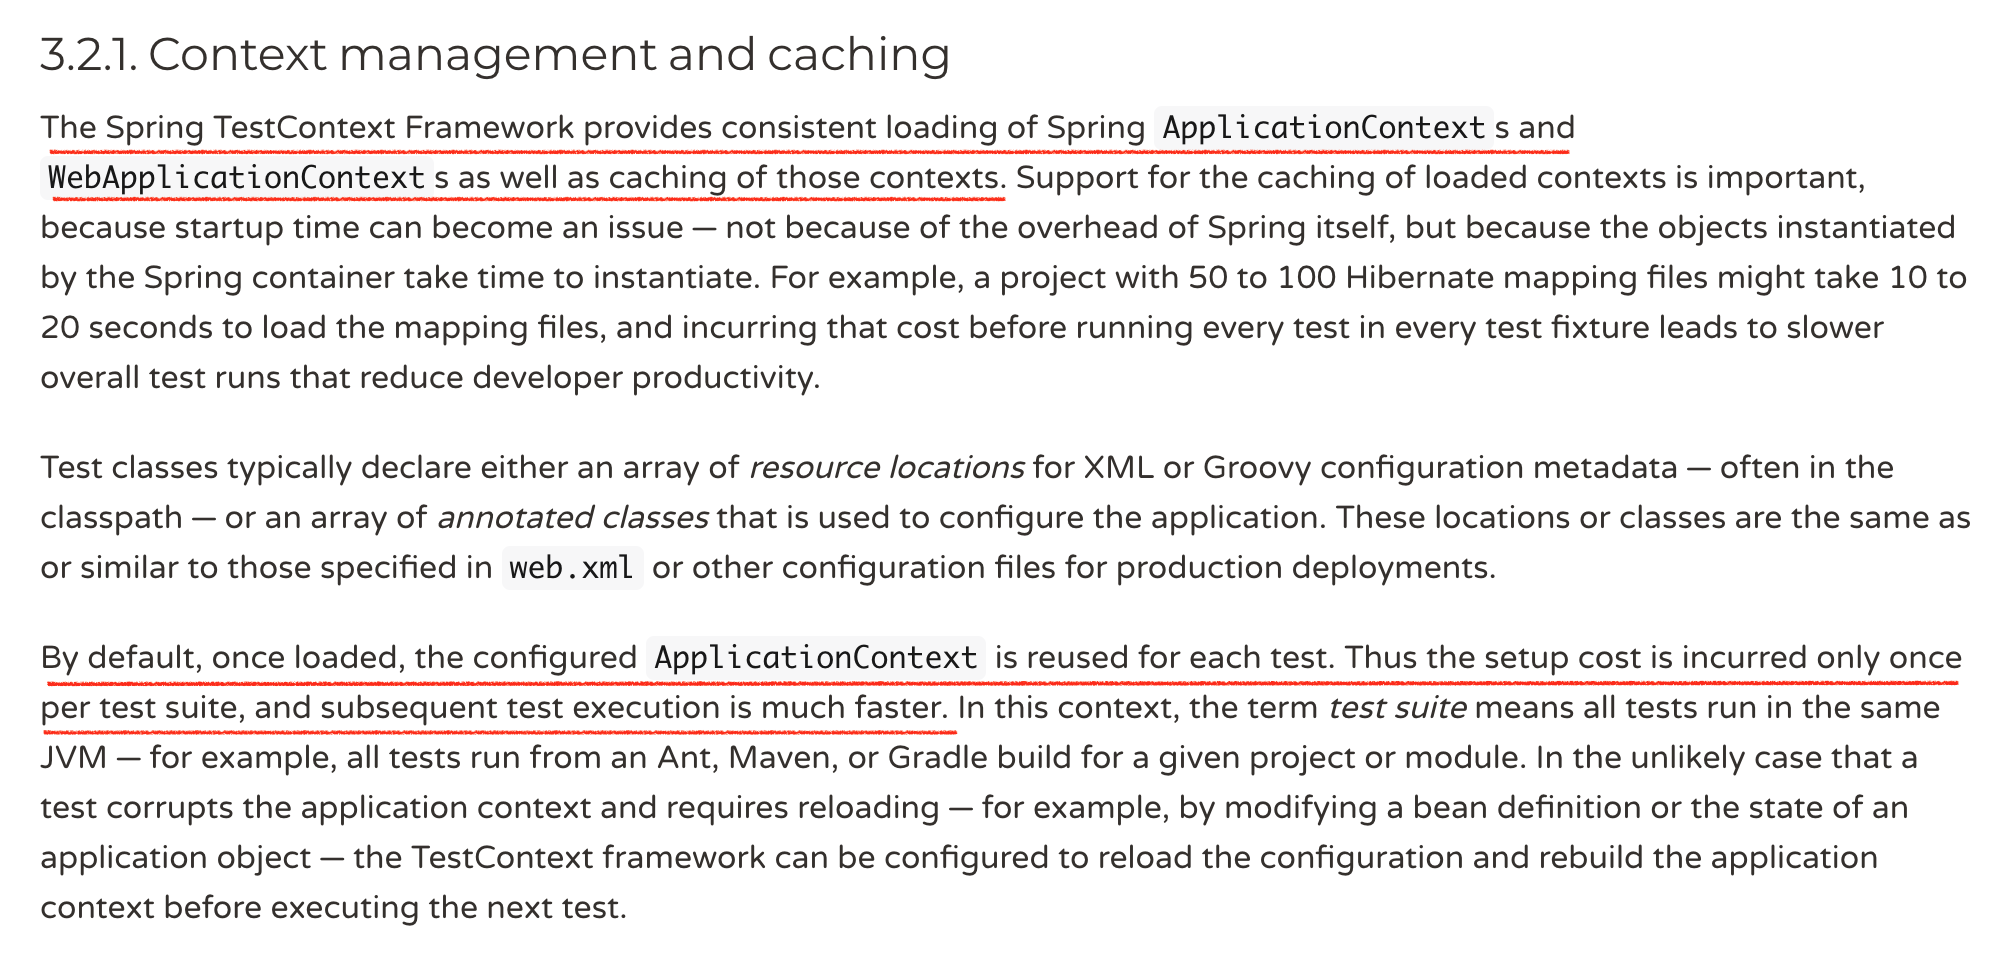 3.2.1. Context management and caching
The Spring TestContext Framework provides consistent loading of Spring ApplicationContexts and
WebApplicationContexts as well as caching of those contexts. Support for the caching of loaded contexts is important,
because startup time can become an issue — not because of the overhead of Spring itself, but because the objects instantiated
by the Spring container take time to instantiate. For example, a project with 50 to 100 Hibernate mapping files might take 10 to
20 seconds to load the mapping files, and incurring that cost before running every test in every test fixture leads to slower
overall test runs that reduce developer productivity.
Test classes typically declare either an array of resource locations for XML or Groovy configuration metadata — often in the
classpath — or an array of annotated classes that is used to configure the application. These locations or classes are the same as
or similar to those specified in web.xml or other configuration files for production deployments.
By default, once loaded, the configured ApplicationContext is reused for each test. Thus the setup cost is incurred only once
per test suite, and subsequent test execution is much faster. In this context, the term test suite means all tests run in the same
JVM — for example, all tests run from an Ant, Maven, or Gradle build for a given project or module. In the unlikely case that a
test corrupts the application context and requires reloading — for example, by modifying a bean definition or the state of an
application object — the TestContext framework can be configured to reload the configuration and rebuild the application
context before executing the next test.